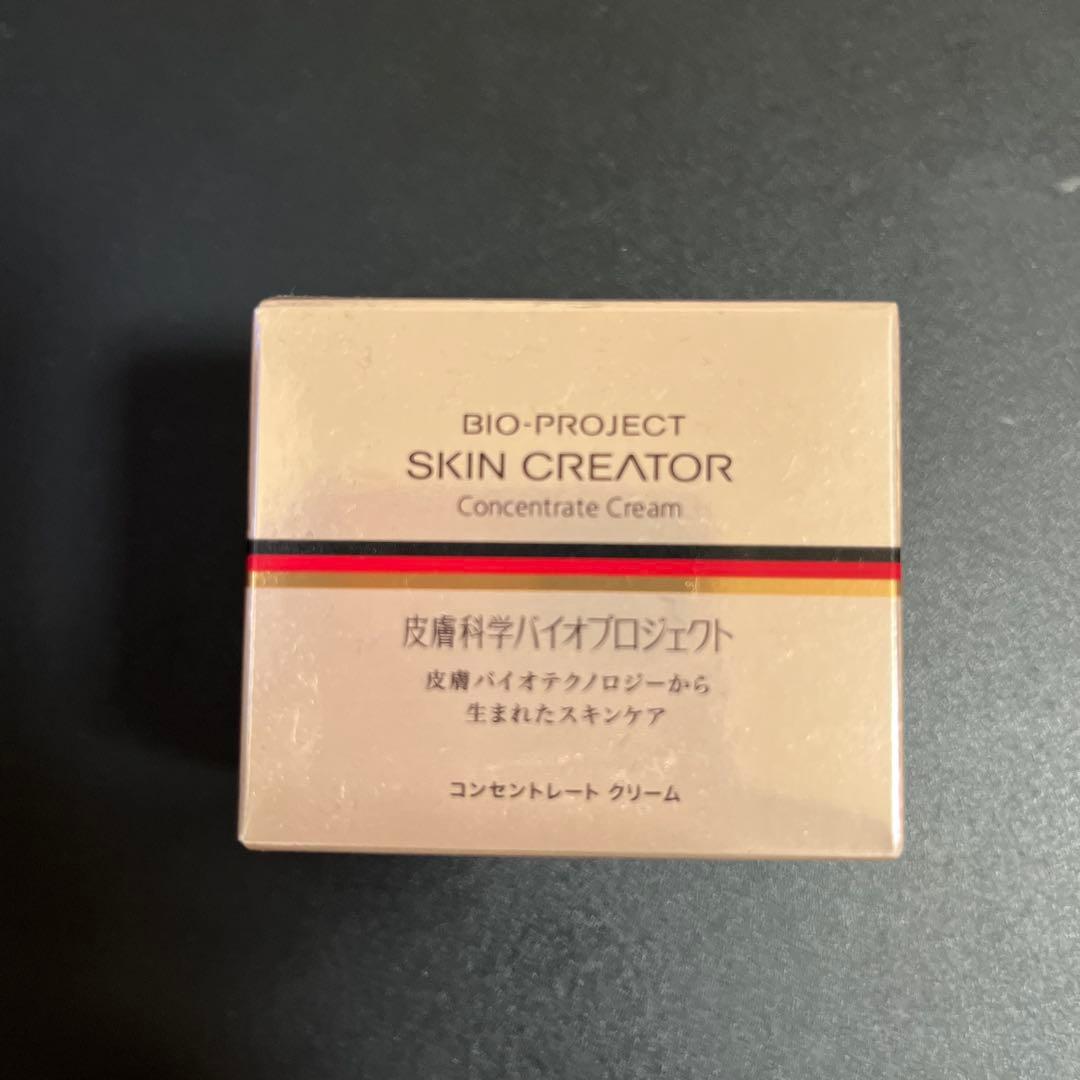 BIO-PROJECT
SKIN CREATOR
Concentrate Cream
皮膚科学バイオプロジェクト
皮膚バイオテクノロジーから
生まれたスキンケア
コンセントレート クリーム